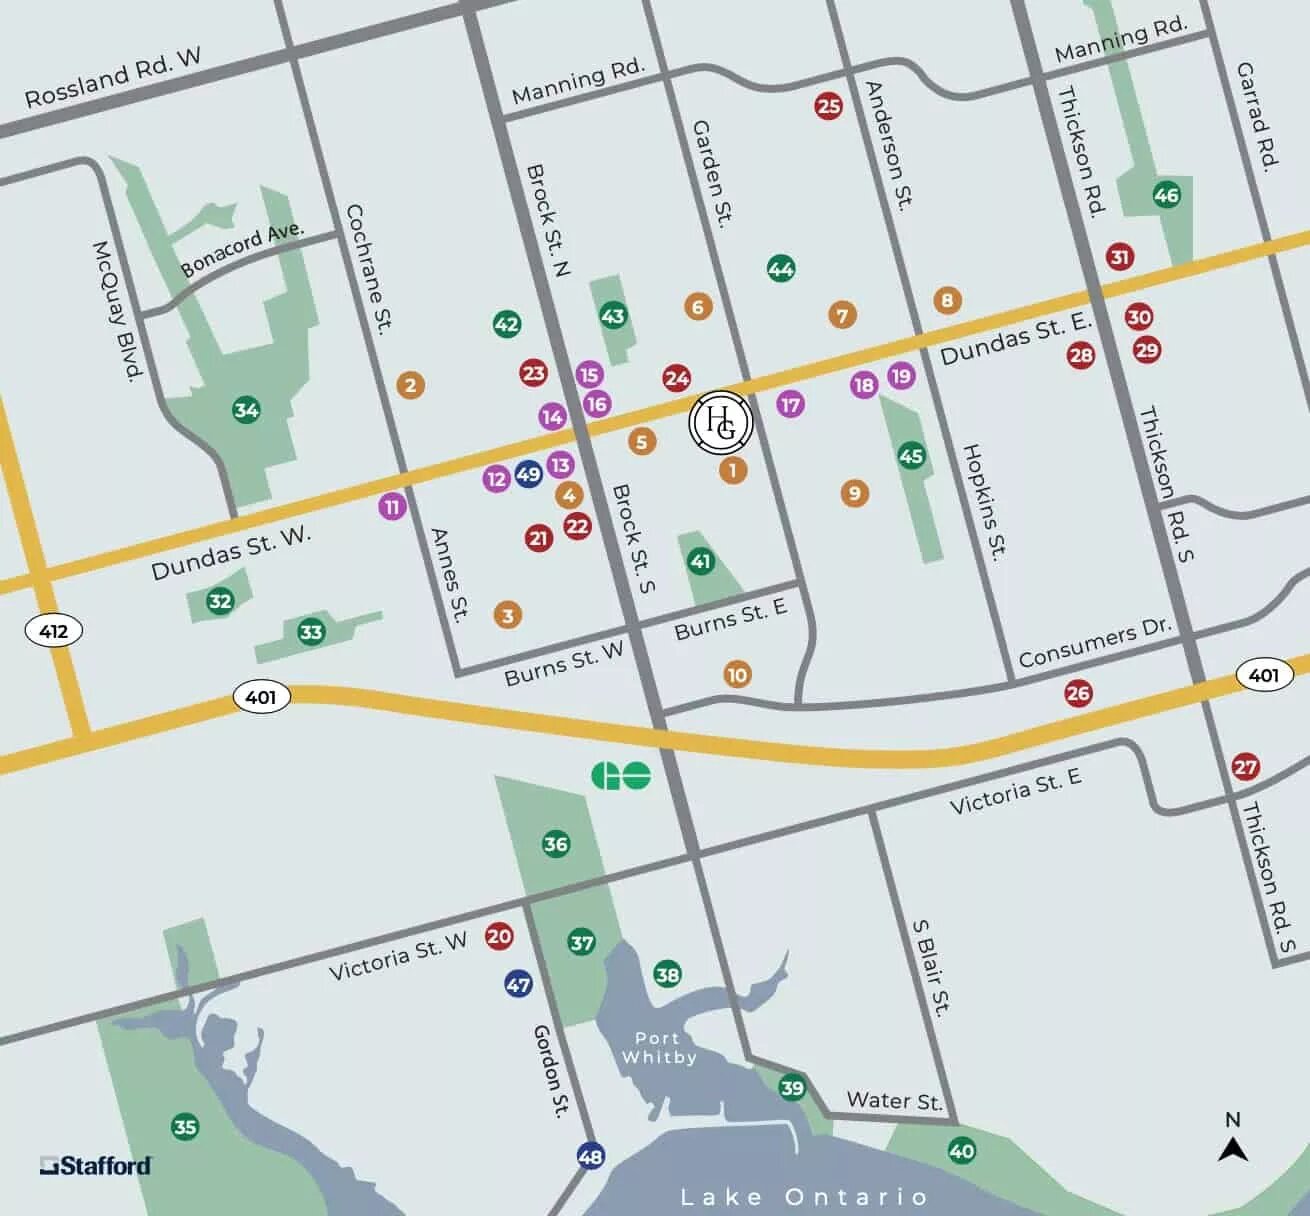 Rossland Rd. W
Manning Rd.
Manning Rd.
Garrad Rd.
25
Anderson St.
Thickson Rd.
Garden St.
Brock St. N
46
Cochrane St.
Bonacord Ave.
McQuay Blvd.
31
44
8
6
7
43
42
30
Dundas St. E.
29
28
23
15
24
18
19
2
16
17
34
14
HG
5
45
13
1
12
49
4
9
11
Hopkins St.
Thickson Rd. S
22
21
Dundas St. W.
Annes St.
Brock St. S
41
32
3
33
412
Burns St. E
Burns St. W
Consumers Dr.
10
401
401
26
27
GO
Victoria St. E
36
Thickson Rd. S
20
37
Victoria St. W
38
47
S Blair St.
Port
Whitby
Gordon St.
39
Water St.
35
40
N
48
Stafford
Lake Ontario